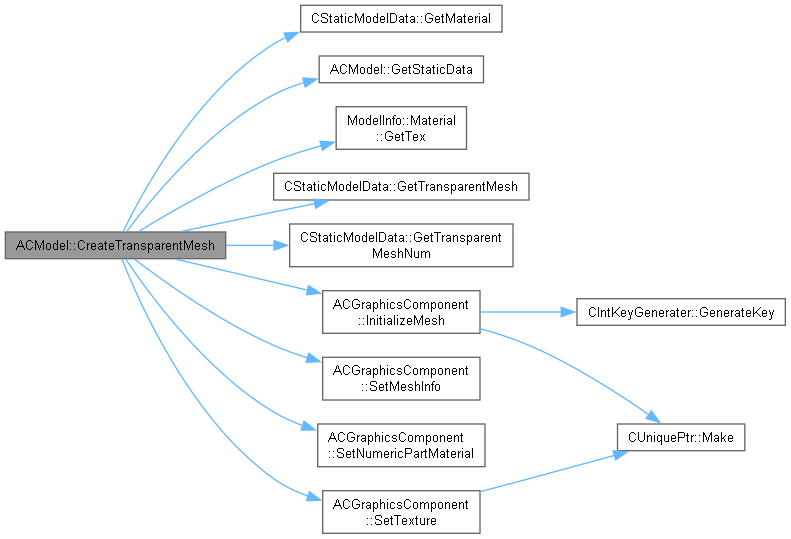 CStaticModelData::GetMaterial
ACModel::GetStaticData
ModelInfo::Material
::GetTex
CStaticModelData::GetTransparentMesh
ACModel::CreateTransparentMesh
CStaticModelData::GetTransparent
MeshNum
ACGraphicsComponent
::InitializeMesh
CIntKeyGenerater::GenerateKey
ACGraphicsComponent
::SetMeshInfo
ACGraphicsComponent
::SetNumericPartMaterial
CUniquePtr::Make
ACGraphicsComponent
::SetTexture